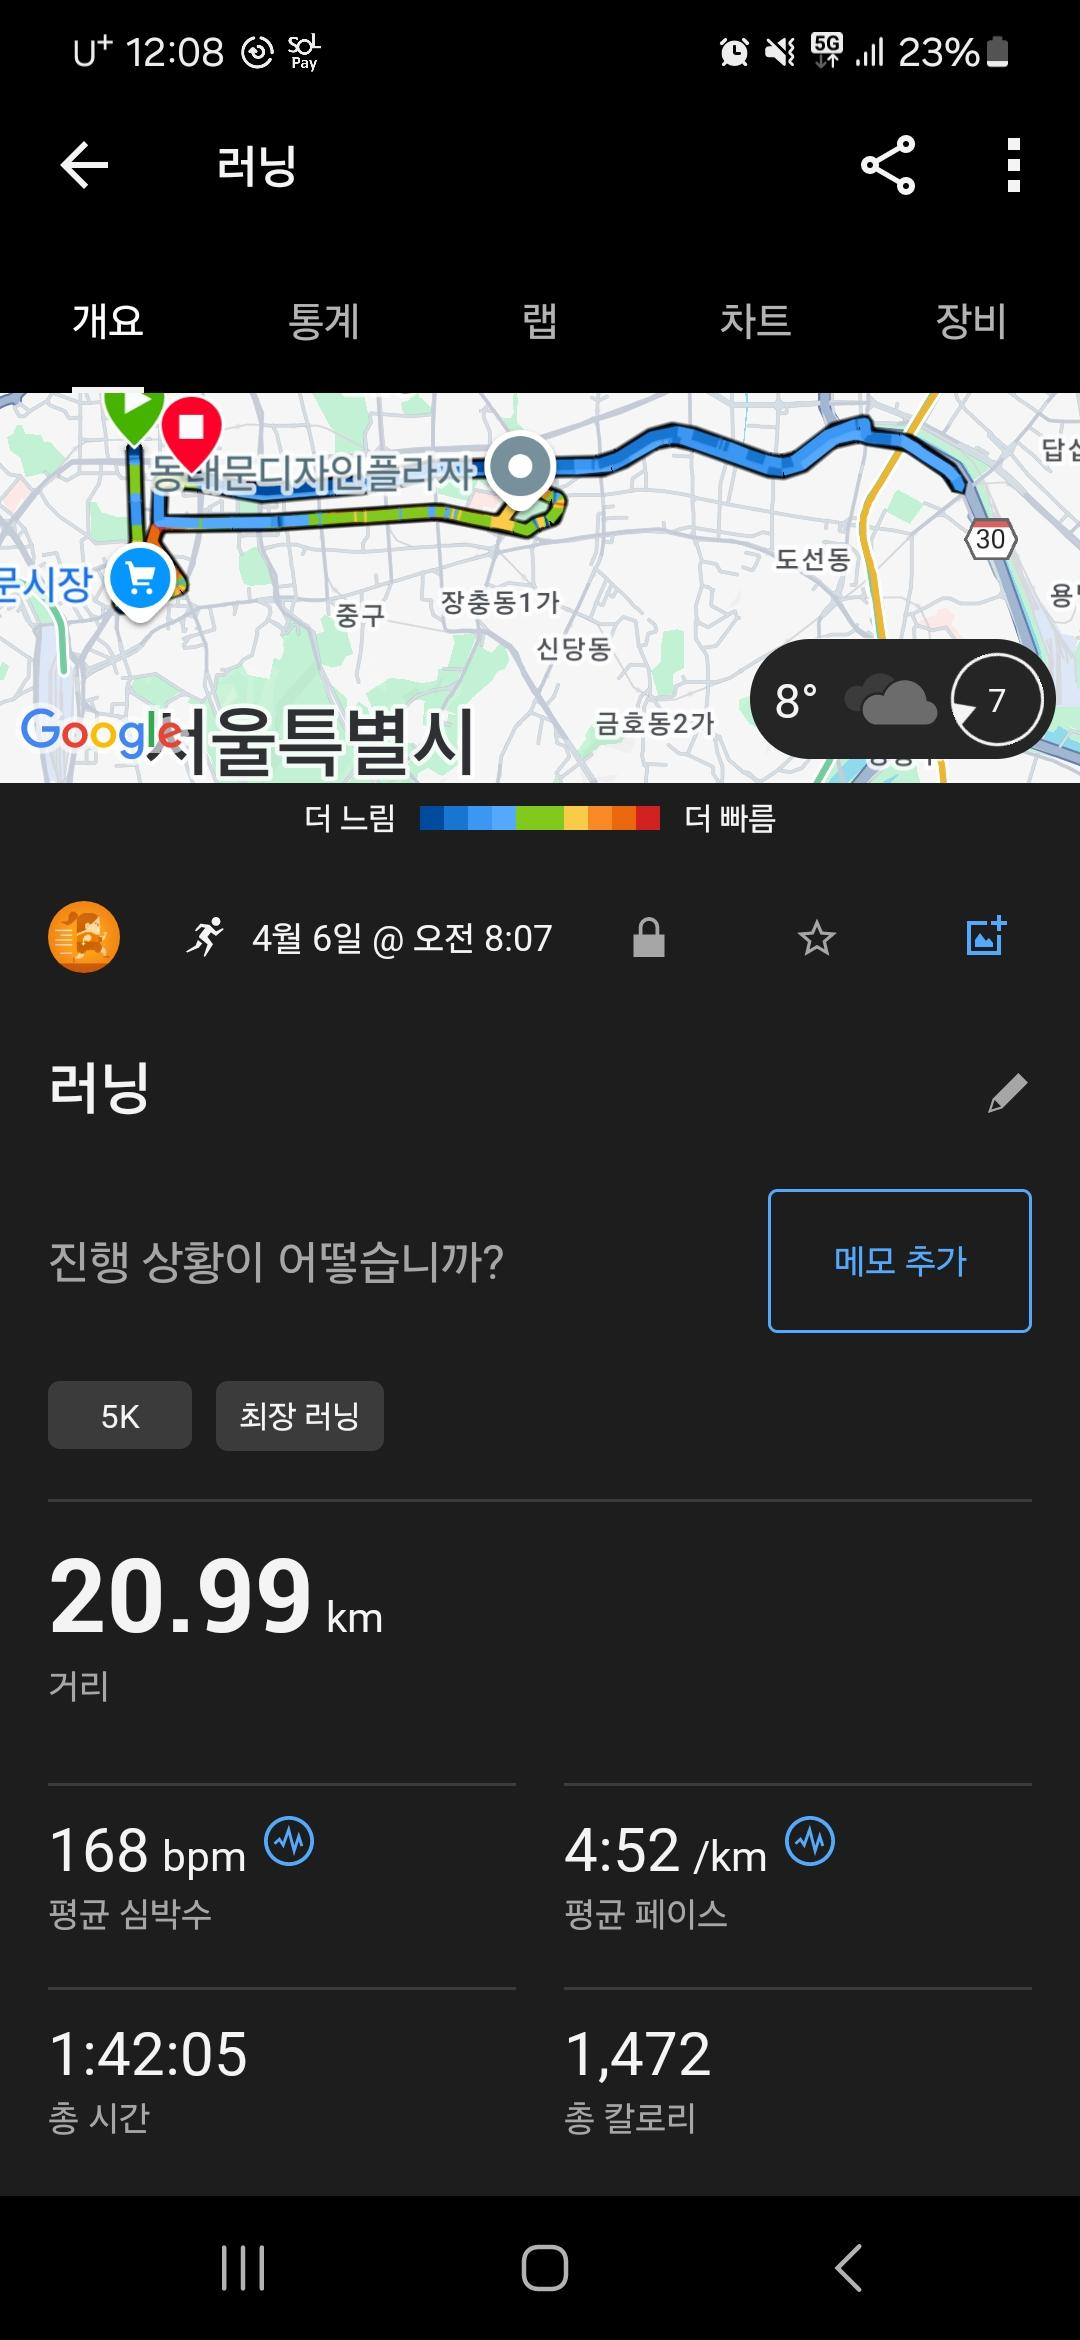 U+ 12:08 SOL Pay 5G 23%
러닝
개요 통계 랩 차트 장비
동대문디자인플라자
답십
30
도선동
문시장
중구
장충동1가
신당동
8° 7
Google
서울특별시
금호동2가
더 느림 더 빠름
4월 6일 @ 오전 8:07
러닝
진행 상황이 어떻습니까?
메모 추가
5K 최장 러닝
20.99 km
거리
168 bpm 4:52 /km
평균 심박수 평균 페이스
1:42:05 1,472
총 시간 총 칼로리